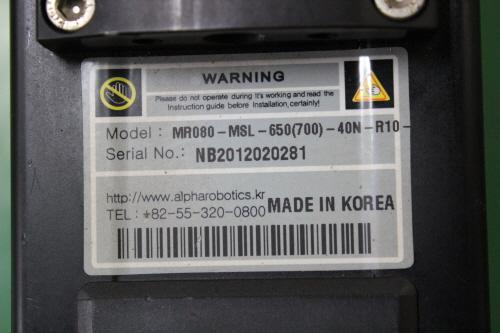 WARNING
Please do not operate during It's working and read the
Instruction guide before Installation, certainly!
Model : MR080-MSL-650(700)-40N-R10-
Serial No.: NB2012020281
http://www.alpharobotics.kr
TEL : +82-55-320-0800 MADE IN KOREA